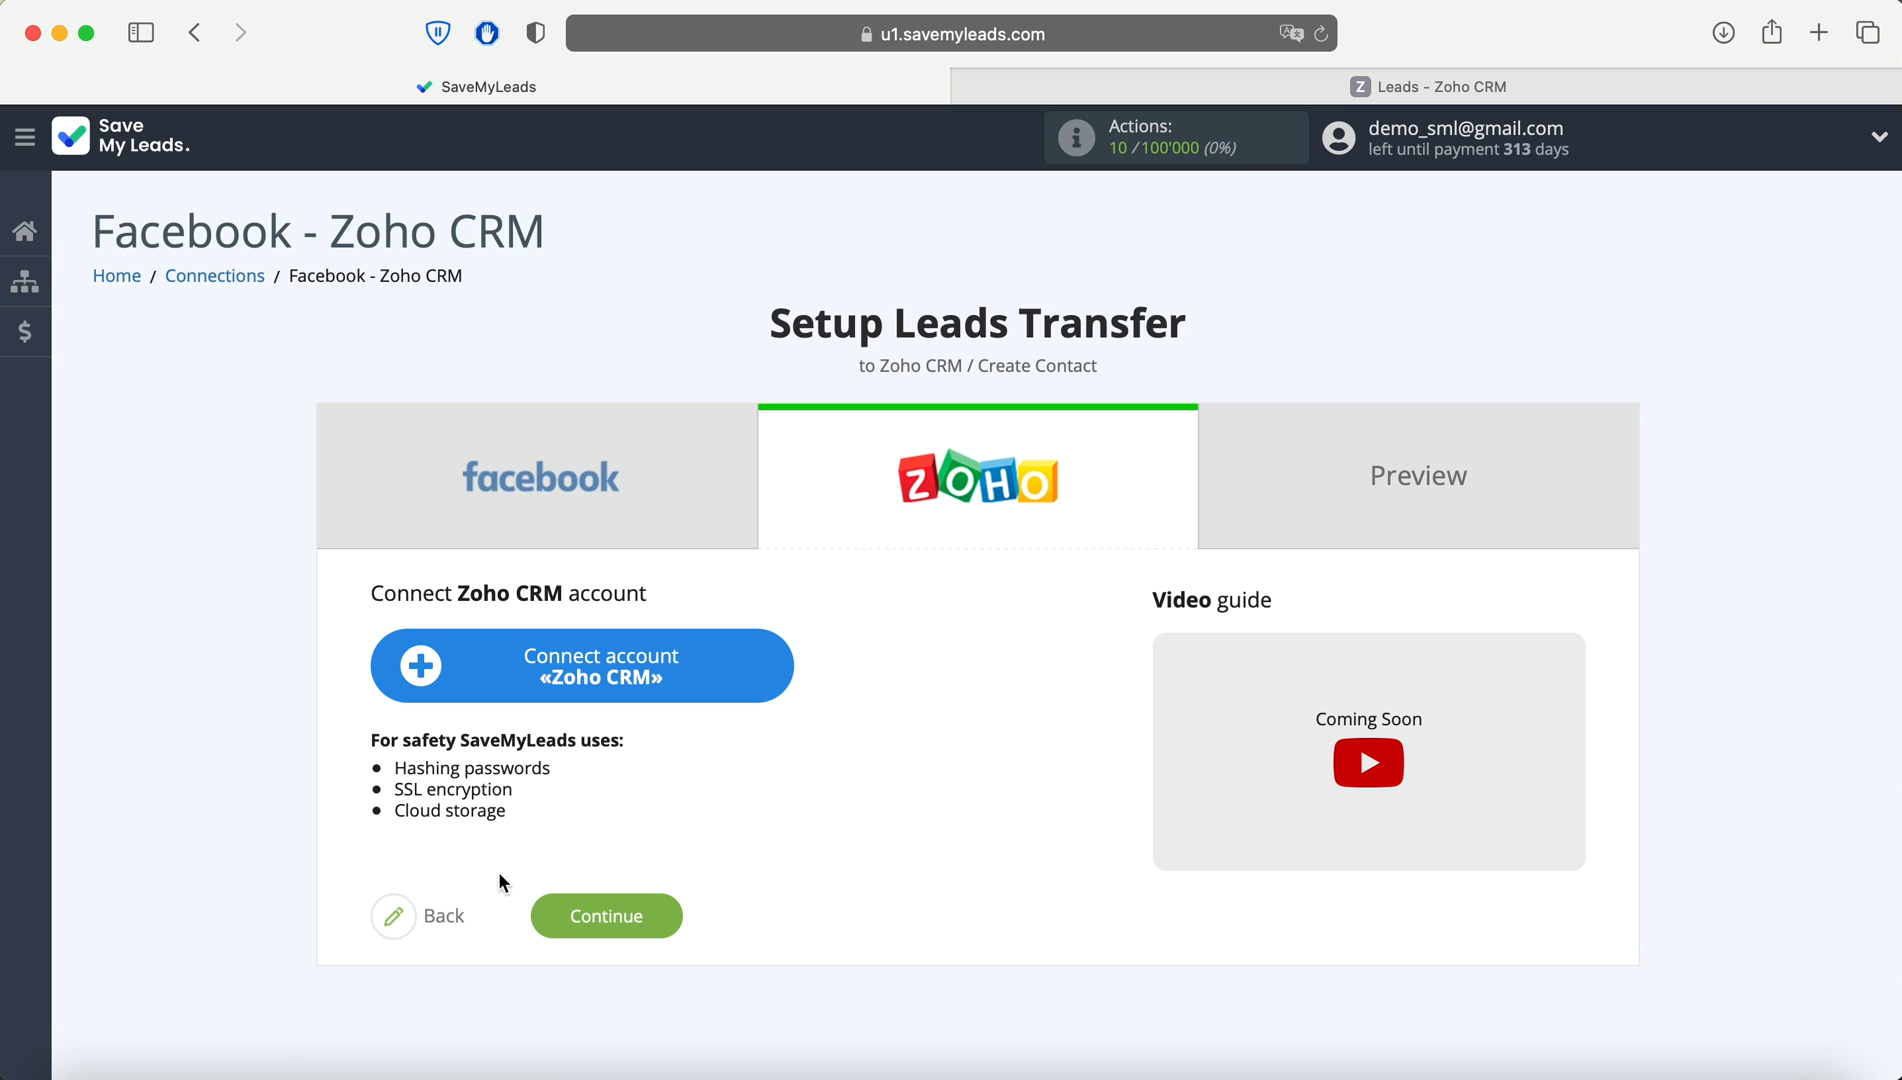 u1.savemyleads.com
SaveMyLeads
Z Leads - Zoho CRM
Save
My Leads.
Actions:
10 / 100'000 (0%)
demo_sml@gmail.com
left until payment 313 days
Facebook - Zoho CRM
Home / Connections / Facebook - Zoho CRM
Setup Leads Transfer
to Zoho CRM / Create Contact
facebook
ZOHO
Preview
Connect Zoho CRM account
Connect account
«Zoho CRM»
Video guide
Coming Soon
For safety SaveMyLeads uses:
• Hashing passwords
• SSL encryption
• Cloud storage
Back
Continue